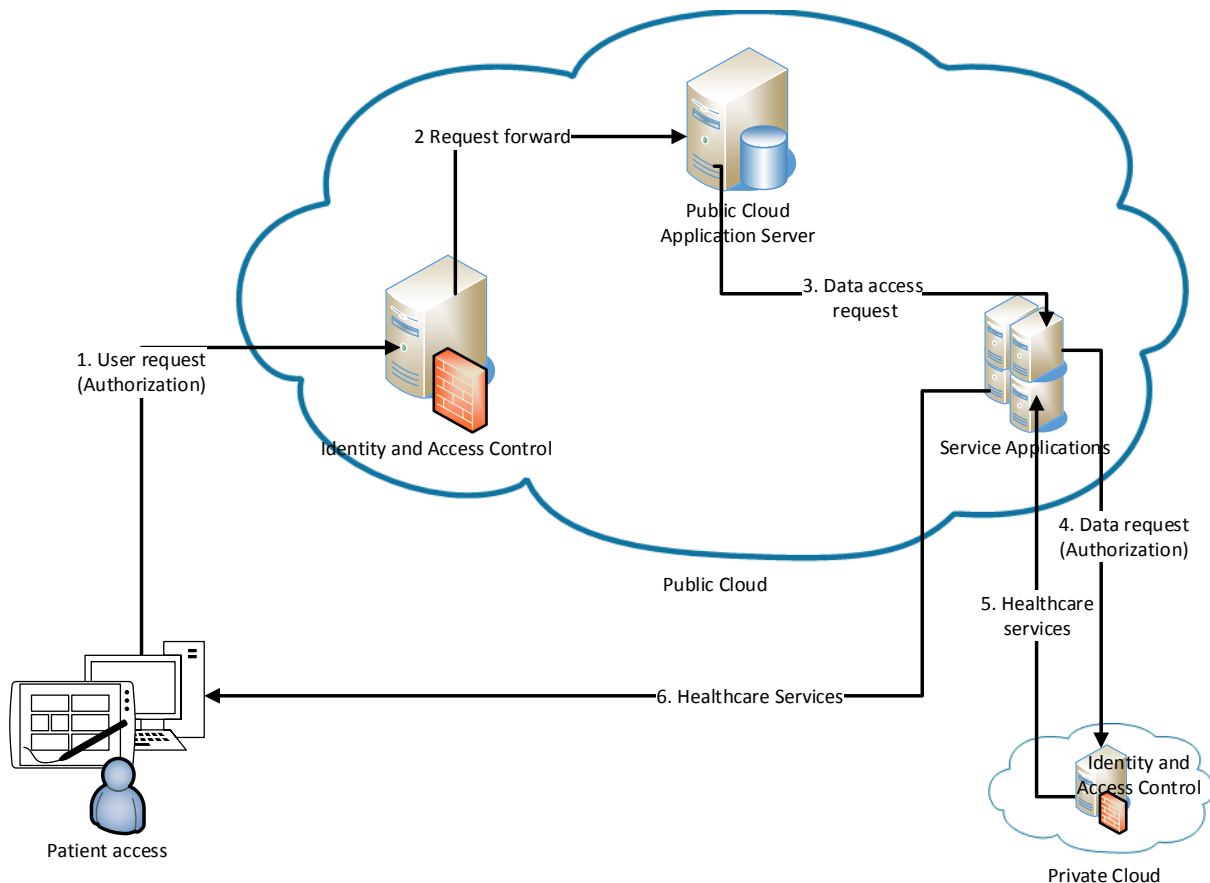 2 Request forward
Public Cloud
Application Server
3. Data access
request
1. User request
(Authorization)
Identity and Access Control
Service Applications
4. Data request
(Authorization)
Public Cloud
5. Healthcare
services
6. Healthcare Services
Identity and
Access Control
Patient access
Private Cloud